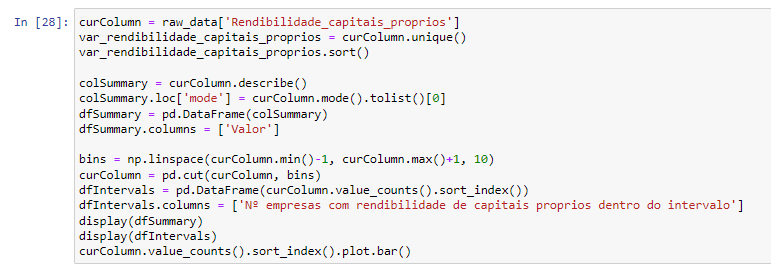 In [28]: curColumn = raw_data['Rendibilidade_capitais_proprios']
var_rendibilidade_capitais_proprios = curColumn.unique()
var_rendibilidade_capitais_proprios.sort()
colSummary = curColumn.describe()
colSummary.loc['mode'] = curColumn.mode().tolist()[0]
dfSummary = pd.DataFrame(colSummary)
dfSummary.columns = ['Valor']
bins = np.linspace(curColumn.min()-1, curColumn.max()+1, 10)
curColumn = pd.cut(curColumn, bins)
dfIntervals = pd.DataFrame(curColumn.value_counts().sort_index())
dfIntervals.columns = ['Nº empresas com rendibilidade de capitais proprios dentro do intervalo']
display(dfSummary)
display(dfIntervals)
curColumn.value_counts().sort_index().plot.bar()